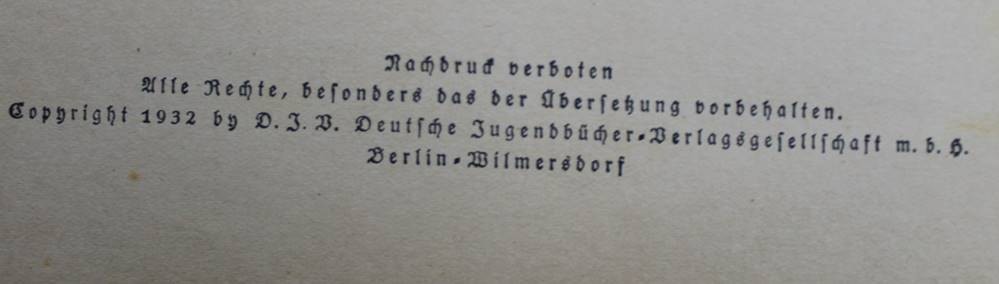 Nachdruck verboten
Alle Rechte, besonders das der Übersetzung vorbehalten.
Copyright 1932 by D. J. V. Deutsche Jugendbücher-Verlagsgesellschaft m. b. H.
Berlin-Wilmersdorf